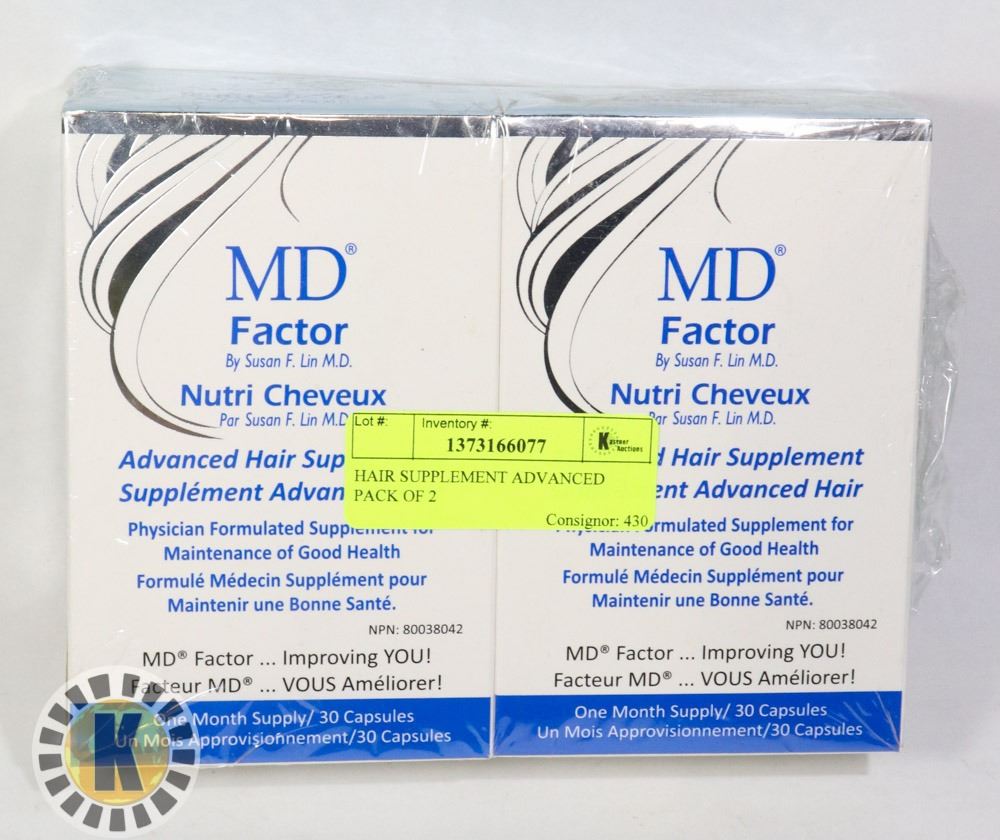 MD®
Factor
By Susan F. Lin M.D.
Nutri Cheveux
Par Susan F. Lin M.D.
Advanced Hair Sup
Supplément Advan
Physician Formulated Supplement for
Maintenance of Good Health
Formulé Médecin Supplément pour
Maintenir une Bonne Santé.
NPN: 80038042
MD® Factor ... Improving YOU!
Facteur MD® ... VOUS Améliorer!
One Month Supply/ 30 Capsules
Un Mois Approvisionnement/30 Capsules
MD®
Factor
By Susan F. Lin M.D.
Nutri Cheveux
Par Susan F. Lin M.D.
d Hair Supplement
ent Advanced Hair
Physician Formulated Supplement for
Maintenance of Good Health
Formulé Médecin Supplément pour
Maintenir une Bonne Santé.
NPN: 80038042
MD® Factor ... Improving YOU!
Facteur MD® ... VOUS Améliorer!
One Month Supply/ 30 Capsules
Un Mois Approvisionnement/30 Capsules
Lot #:
Inventory #:
1373166077
Kastner
Auctions
HAIR SUPPLEMENT ADVANCED
PACK OF 2
Consignor: 430
K